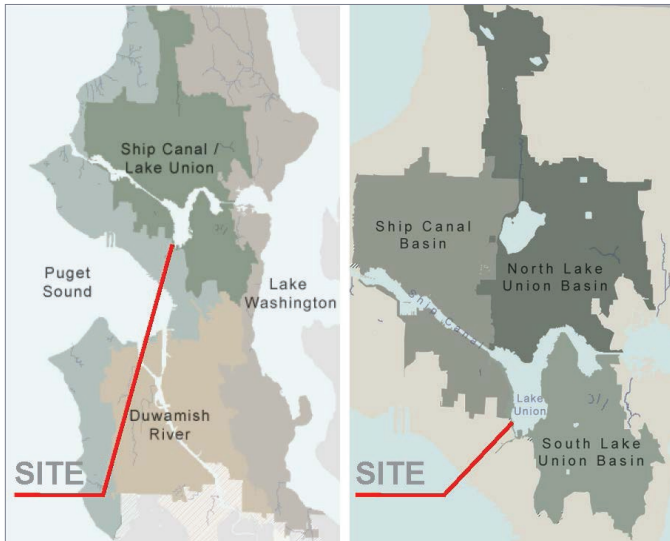 Ship Canal /
Lake Union
Puget
Sound
Lake
Washington
Duwamish
River
SITE
Ship Canal
Basin
North Lake
Union Basin
Ship Canal
Lake
Union
South Lake
Union Basin
SITE